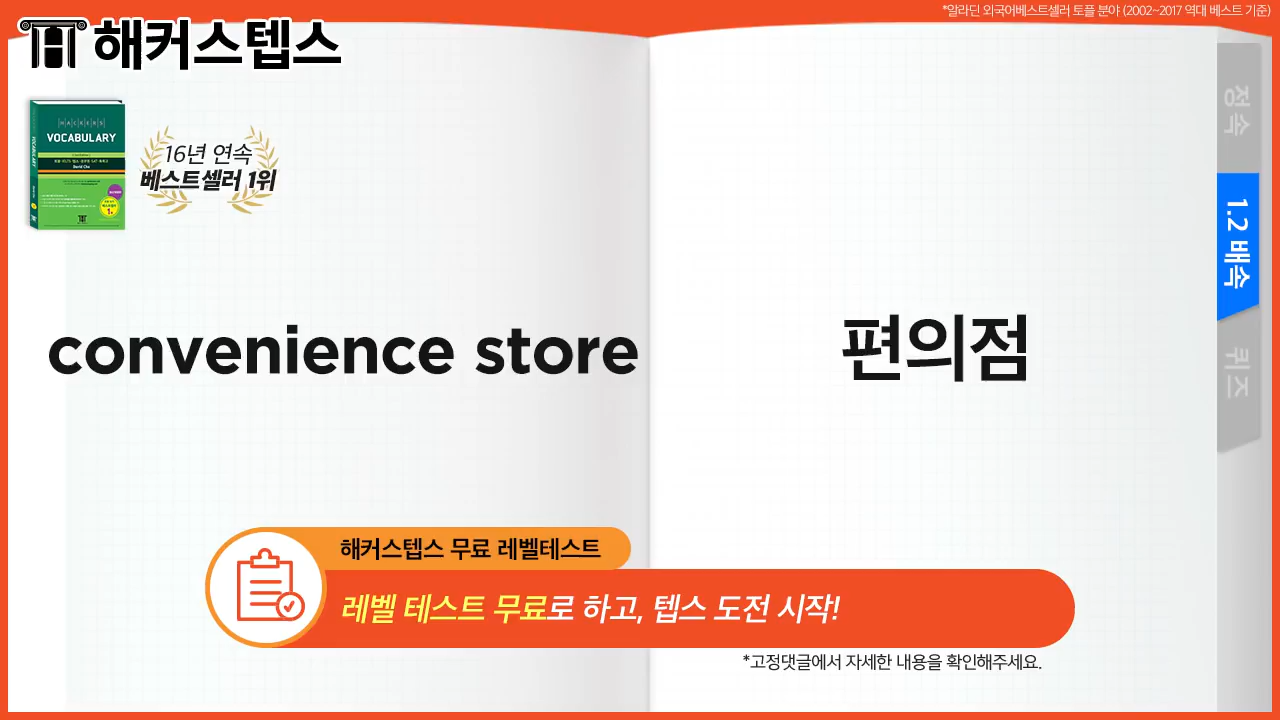 *알라딘 외국어베스트셀러 토플 분야 (2002~2017 역대 베스트 기준)
해커스텝스
HACKERS
VOCABULARY
David Cho
16년 연속
베스트셀러 1위
정속
1.2 배속
퀴즈
convenience store
편의점
해커스텝스 무료 레벨테스트
레벨 테스트 무료로 하고, 텝스 도전 시작!
*고정댓글에서 자세한 내용을 확인해주세요.